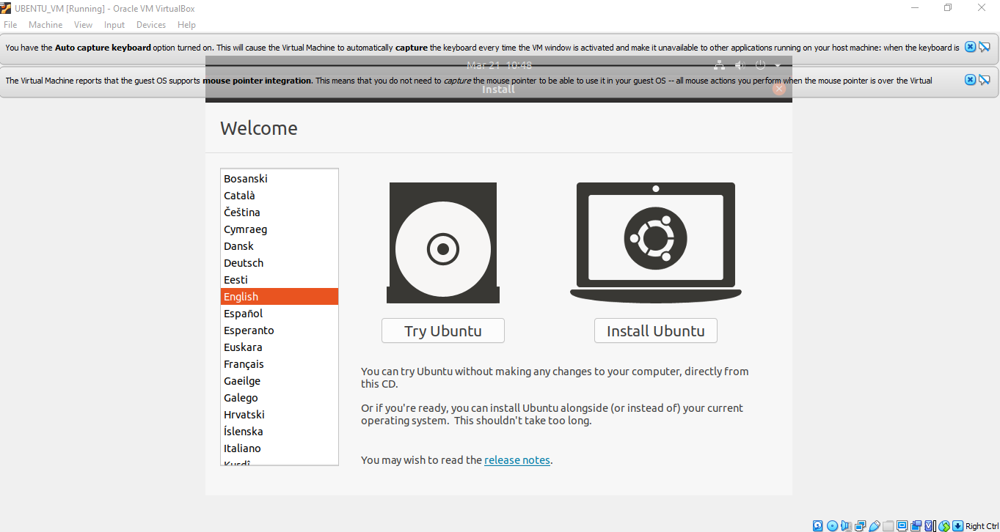 UBENTU_VM [Running] - Oracle VM VirtualBox
File Machine View Input Devices Help
You have the Auto capture keyboard option turned on. This will cause the Virtual Machine to automatically capture the keyboard every time the VM window is activated and make it unavailable to other applications running on your host machine: when the keyboard is
Mar 21 10:48
The Virtual Machine reports that the guest OS supports mouse pointer integration. This means that you do not need to capture the mouse pointer to be able to use it in your guest OS -- all mouse actions you perform when the mouse pointer is over the Virtual
Install
Welcome
Bosanski
Català
Čeština
Cymraeg
Dansk
Deutsch
Eesti
English
Español
Esperanto
Euskara
Français
Gaeilge
Galego
Hrvatski
Íslenska
Italiano
Kurdî
Try Ubuntu
Install Ubuntu
You can try Ubuntu without making any changes to your computer, directly from
this CD.
Or if you're ready, you can install Ubuntu alongside (or instead of) your current
operating system. This shouldn't take too long.
You may wish to read the release notes.
Right Ctrl